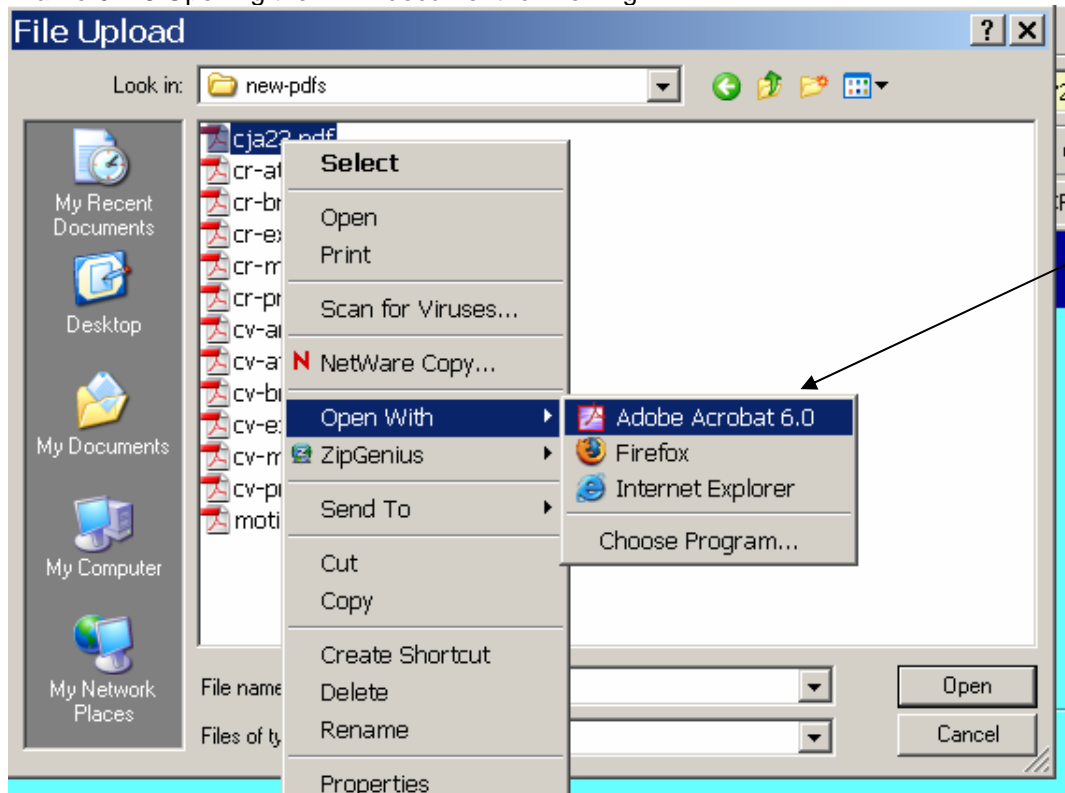 File Upload
Look in:
new-pdfs
My Recent
Documents
Desktop
My Documents
My Computer
My Network
Places
cja23.pdf
cr-at
cr-br
cr-ex
cr-m
cr-pr
cv-an
cv-at
cv-br
cv-ex
cv-m
cv-pr
moti
Select
Open
Print
Scan for Viruses...
NetWare Copy...
Open With
ZipGenius
Send To
Cut
Copy
Create Shortcut
Delete
Rename
Properties
Adobe Acrobat 6.0
Firefox
Internet Explorer
Choose Program...
File name
Files of ty
Open
Cancel